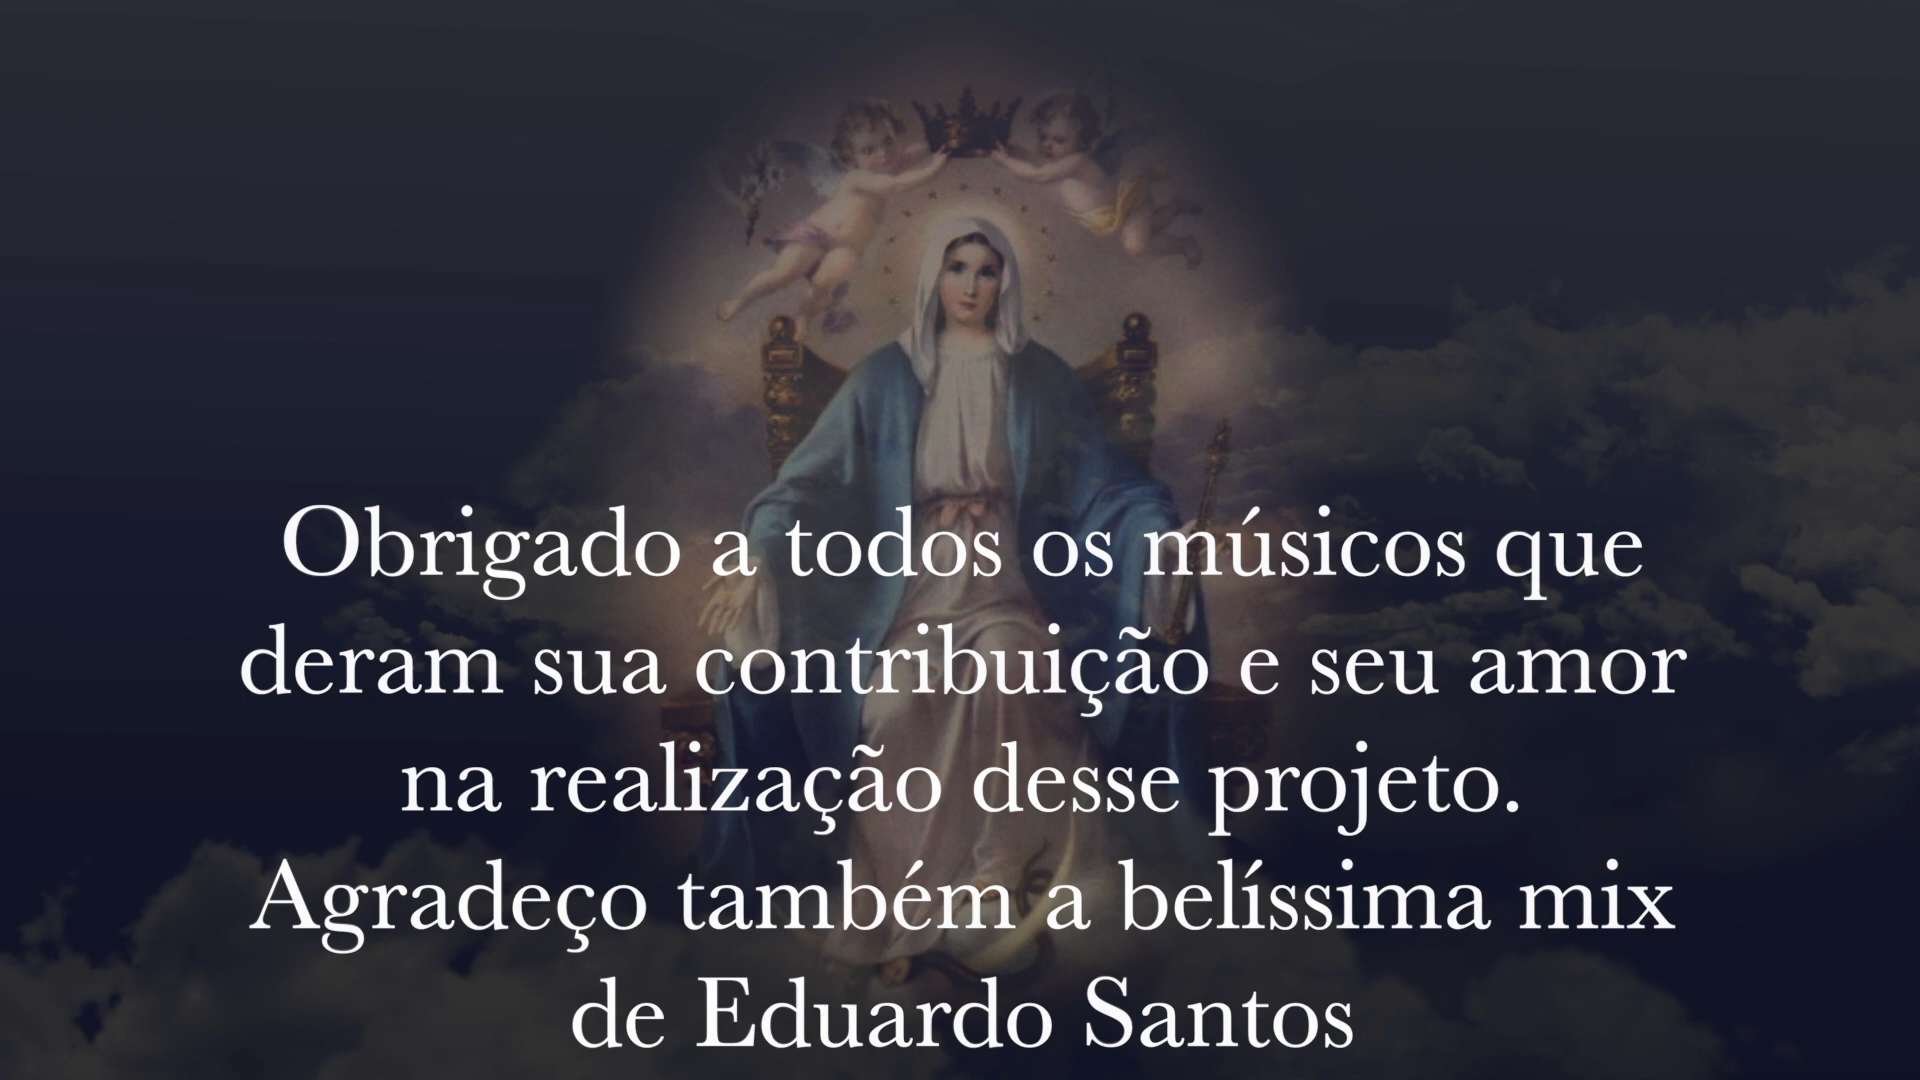 Obrigado a todos os músicos que
deram sua contribuição e seu amor
na realização desse projeto.
Agradeço também a belíssima mix
de Eduardo Santos